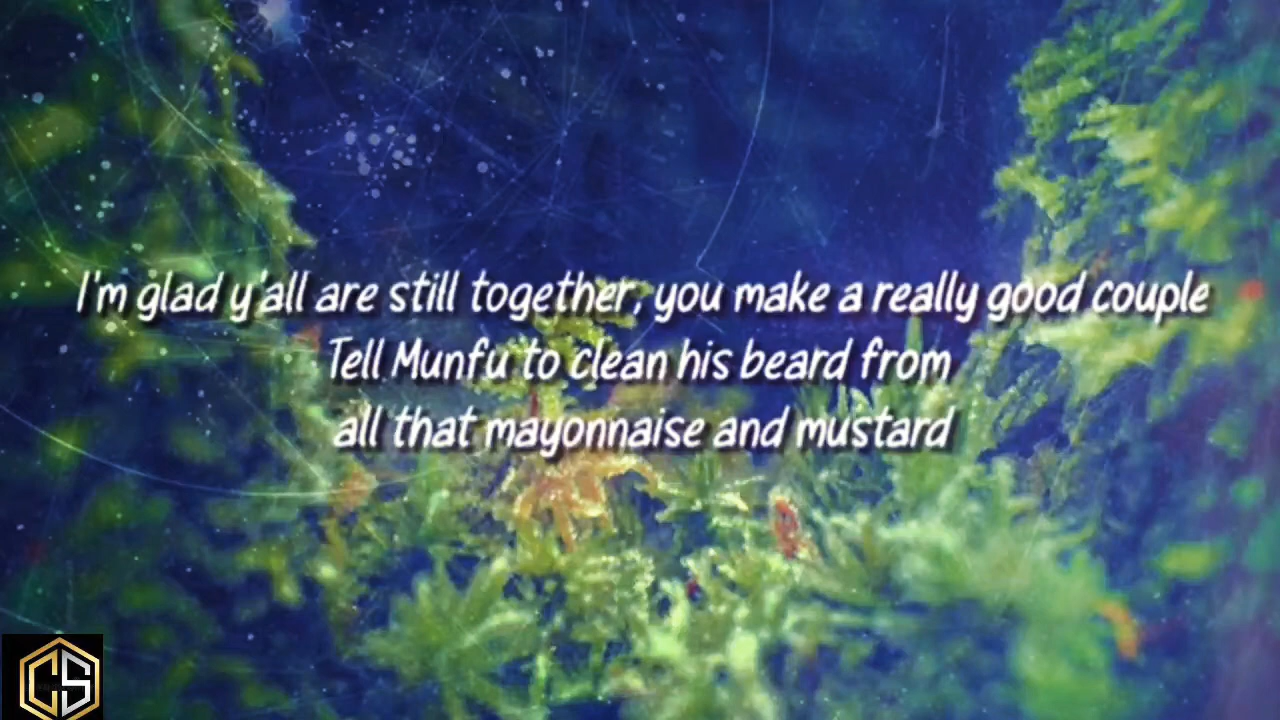 I'm glad y'all are still together, you make a really good couple
Tell Munfu to clean his beard from
all that mayonnaise and mustard
CS